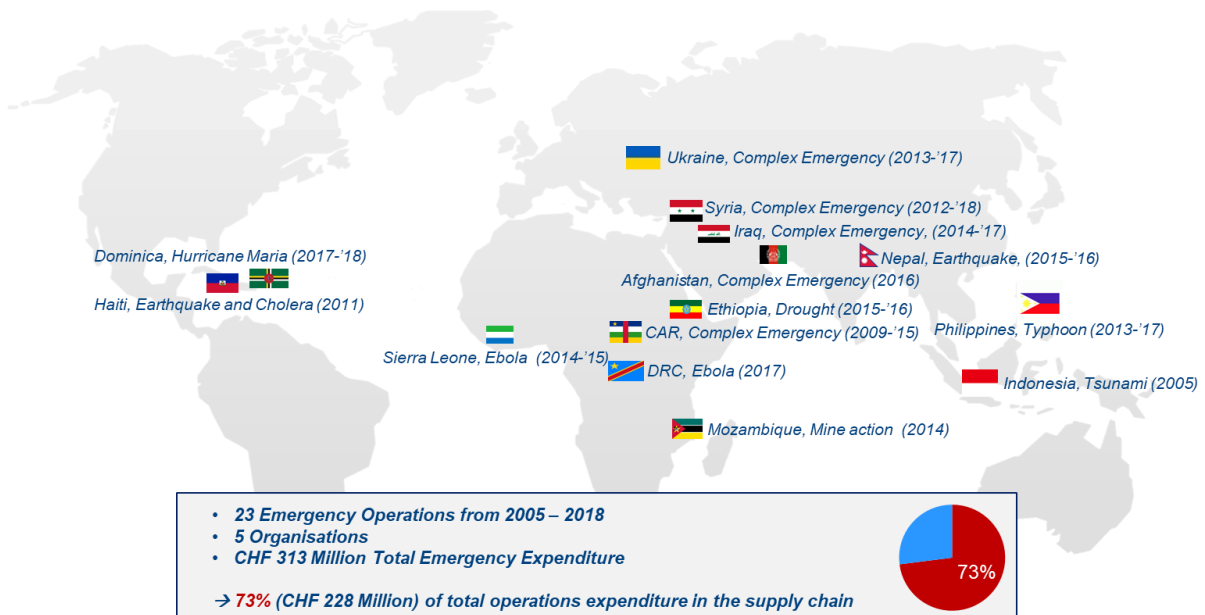 Ukraine, Complex Emergency (2013-’17)
Syria, Complex Emergency (2012-’18)
Iraq, Complex Emergency, (2014-’17)
Dominica, Hurricane Maria (2017-’18)
Nepal, Earthquake, (2015-’16)
Afghanistan, Complex Emergency (2016)
Haiti, Earthquake and Cholera (2011)
Ethiopia, Drought (2015-’16)
CAR, Complex Emergency (2009-’15)
Philippines, Typhoon (2013-’17)
Sierra Leone, Ebola (2014-’15)
DRC, Ebola (2017)
Indonesia, Tsunami (2005)
Mozambique, Mine action (2014)
• 23 Emergency Operations from 2005 – 2018
• 5 Organisations
• CHF 313 Million Total Emergency Expenditure
→ 73% (CHF 228 Million) of total operations expenditure in the supply chain
73%